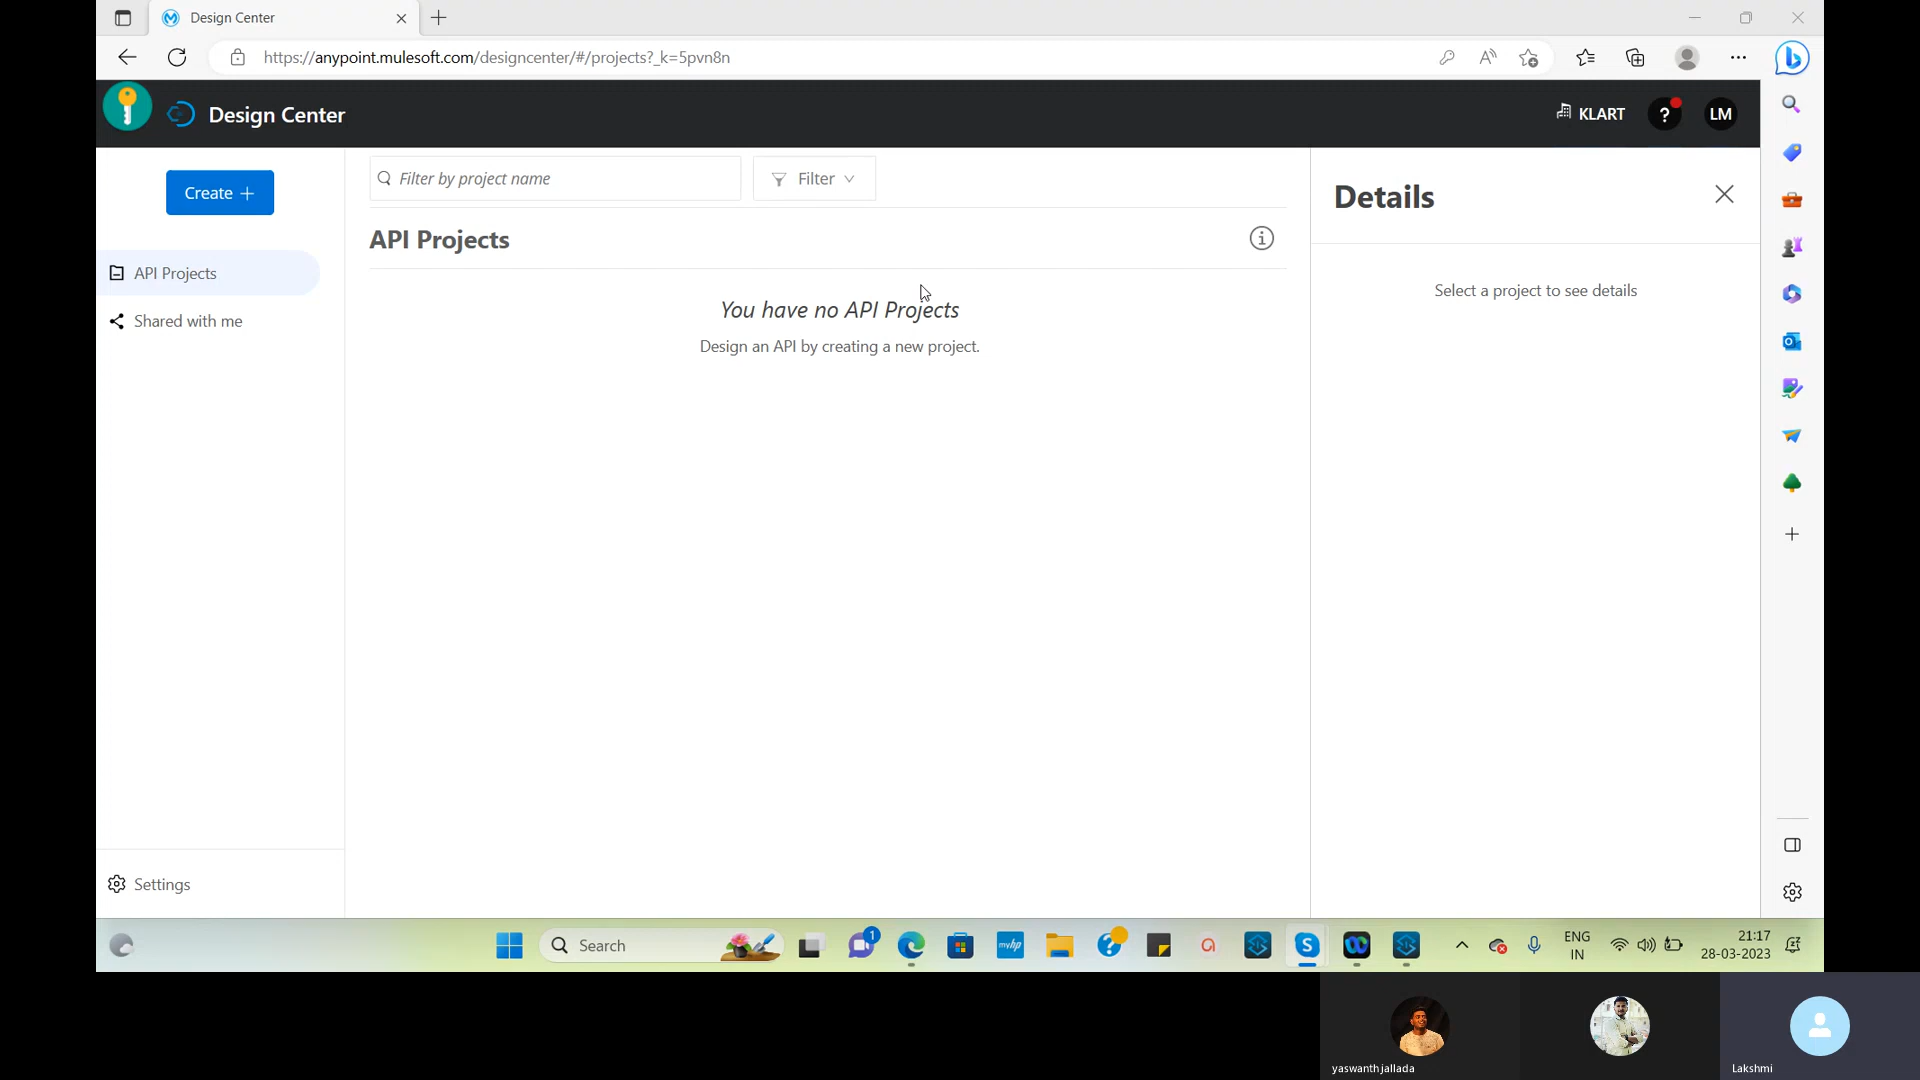 Design Center
https://anypoint.mulesoft.com/designcenter/#/projects?_k=5pvn8n
Design Center
KLART
?
LM
Create +
Filter by project name
Filter
Details
API Projects
API Projects
Shared with me
You have no API Projects
Design an API by creating a new project.
Select a project to see details
Settings
Search
1
myhp
ENG
IN
21:17
28-03-2023
yaswanth jallada
Lakshmi